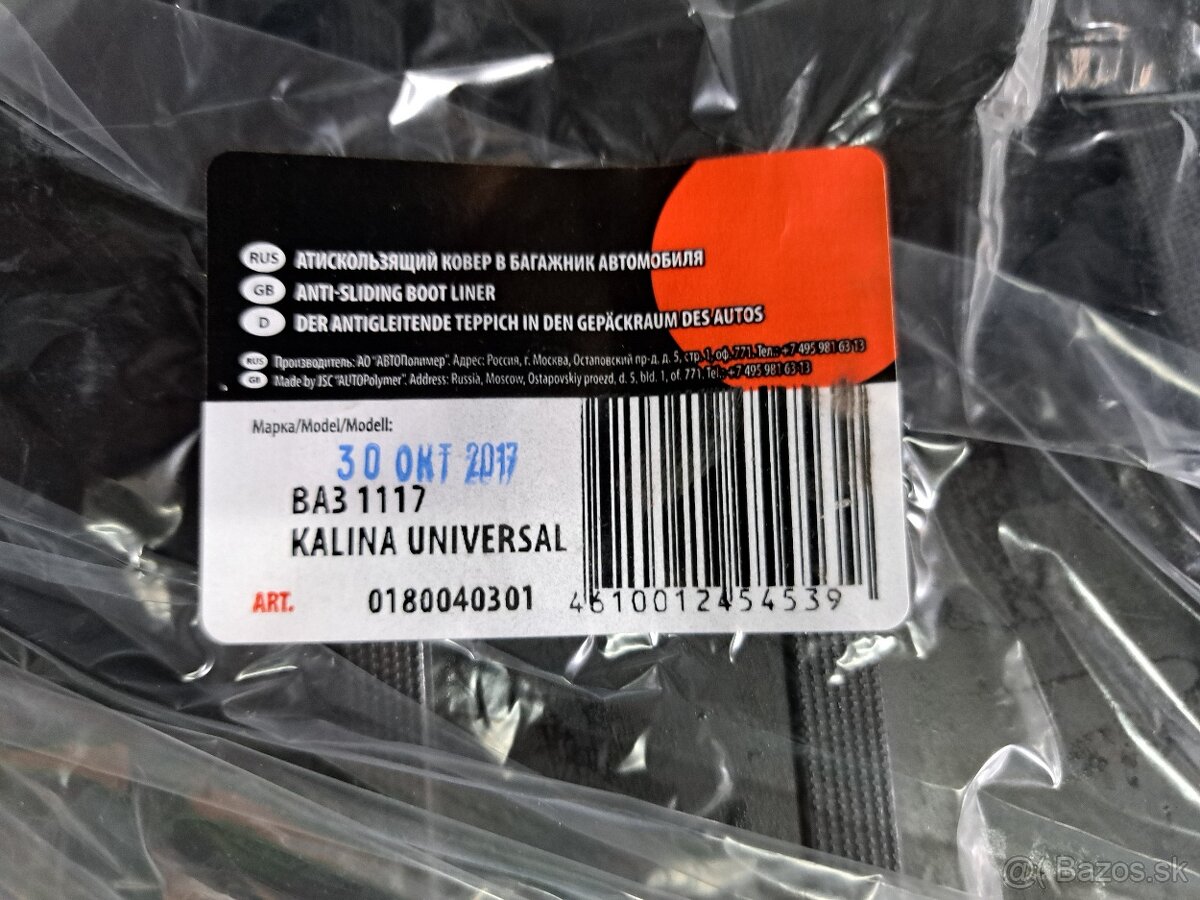 RUS АТИСКОЛЬЗЯЩИЙ КОВЕР В БАГАЖНИК АВТОМОБИЛЯ
GB ANTI-SLIDING BOOT LINER
D DER ANTIGLEITENDE TEPPICH IN DEN GEPÄCKRAUM DES AUTOS
RUS Производитель: АО "АВТОПолимер". Адрес: Россия, г. Москва, Остаповский пр-д, д. 5, стр. 1, оф. 771. Тел.: +7 495 981 63 13
GB Made by JSC "AUTOPolymer". Address: Russia, Moscow, Ostapovskiy proezd, d. 5, bld. 1, of. 771. Tel.: +7 495 981 63 13
Марка/Model/Modell:
30 ОКТ 2017
ВАЗ 1117
KALINA UNIVERSAL
ART. 0180040301
4610012454539
Bazos.sk